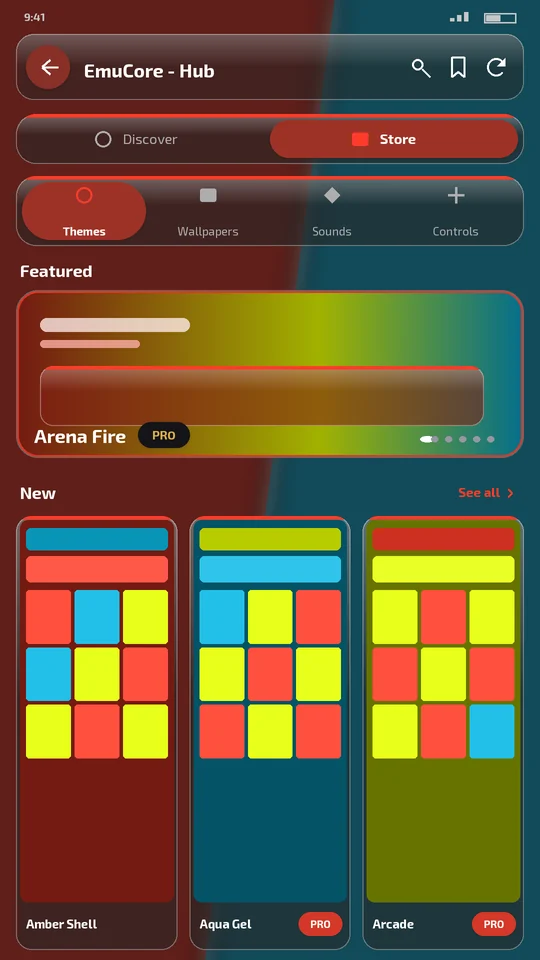 9:41
EmuCore - Hub
Discover
Store
Themes
Wallpapers
Sounds
Controls
Featured
Arena Fire
PRO
New
See all
Amber Shell
Aqua Gel
PRO
Arcade
PRO